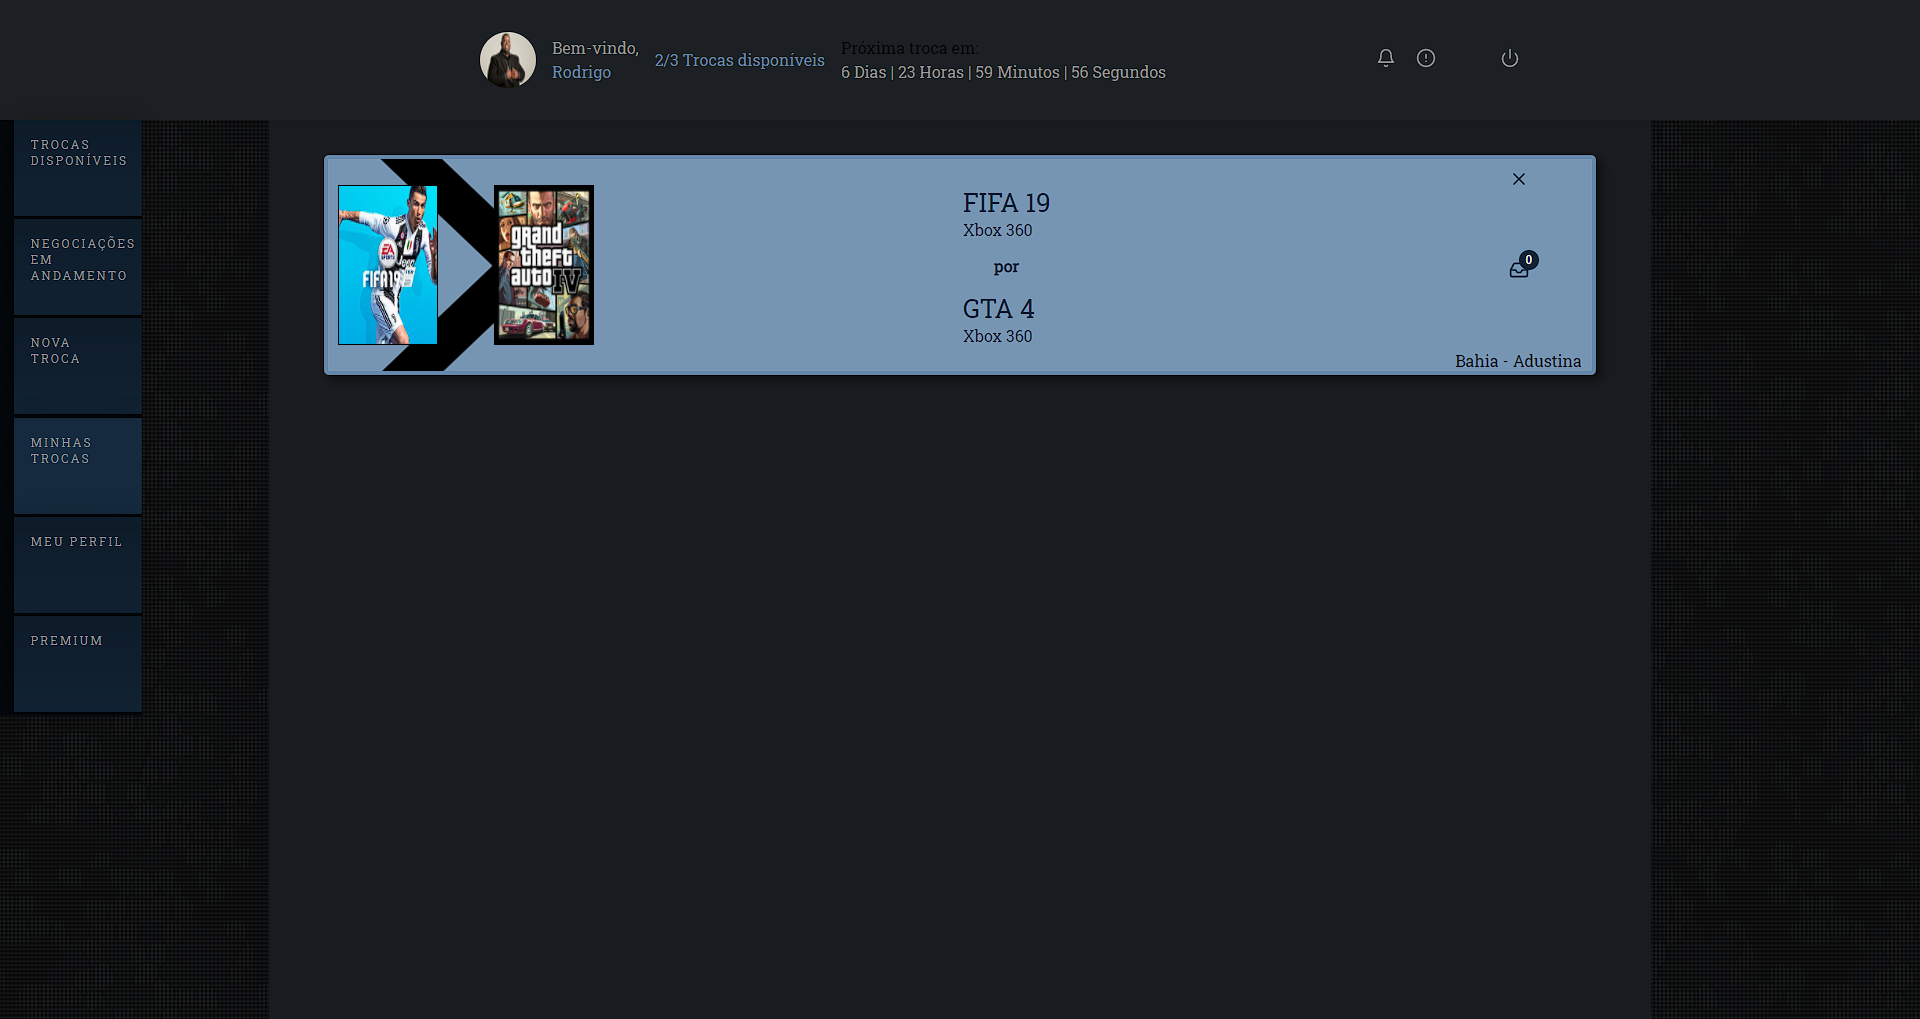 Bem-vindo,
Rodrigo
2/3 Trocas disponíveis
Próxima troca em:
6 Dias | 23 Horas | 59 Minutos | 56 Segundos
TROCAS
DISPONÍVEIS
NEGOCIAÇÕES
EM
ANDAMENTO
NOVA
TROCA
MINHAS
TROCAS
MEU PERFIL
PREMIUM
EA
SPORTS
FIFA19
Jeep
grand
theft
auto IV
FIFA 19
Xbox 360
por
GTA 4
Xbox 360
0
Bahia - Adustina